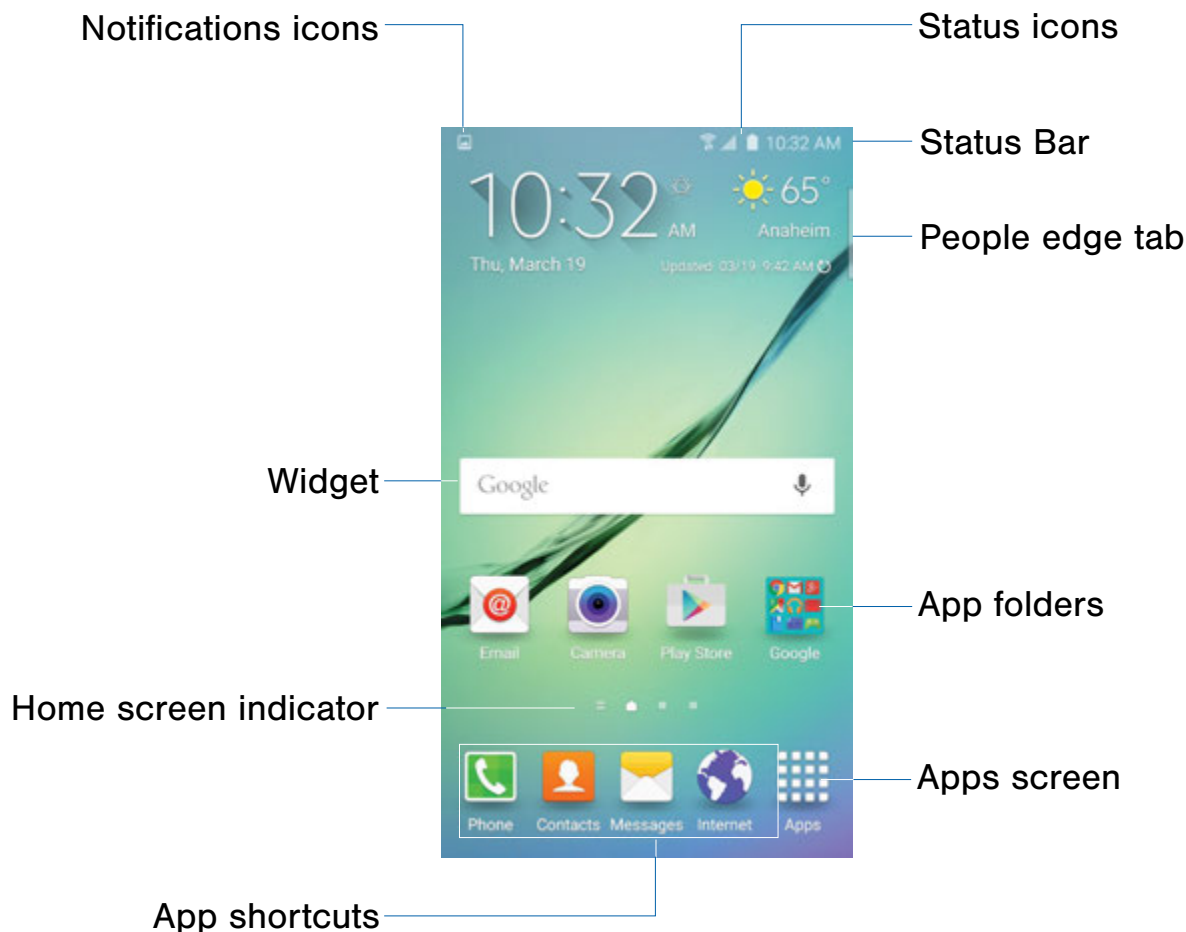 Notifications icons
Status icons
10:32 AM
Status Bar
10:32 AM
65°
Anaheim
People edge tab
Thu, March 19
Updated 03/19 9:42 AM
Widget
Google
Email
Camera
Play Store
Google
App folders
Home screen indicator
Apps screen
Phone
Contacts
Messages
Internet
Apps
App shortcuts